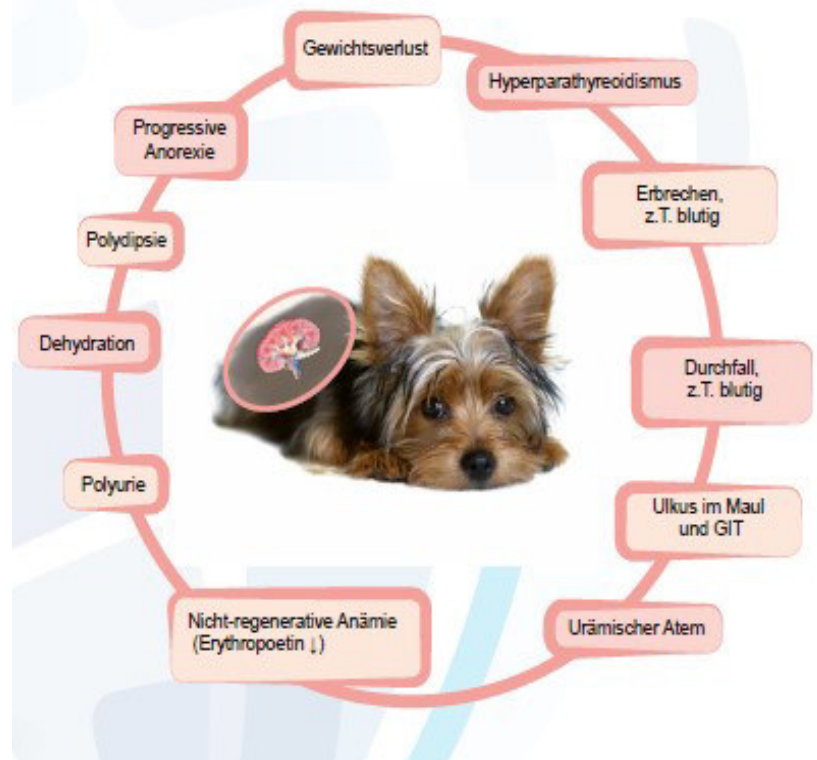 Gewichtsverlust
Hyperparathyreoidismus
Erbrechen,
z.T. blutig
Durchfall,
z.T. blutig
Ulkus im Maul
und GIT
Urämischer Atem
Nicht-regenerative Anämie
(Erythropoetin ↓)
Polyurie
Dehydration
Polydipsie
Progressive
Anorexie